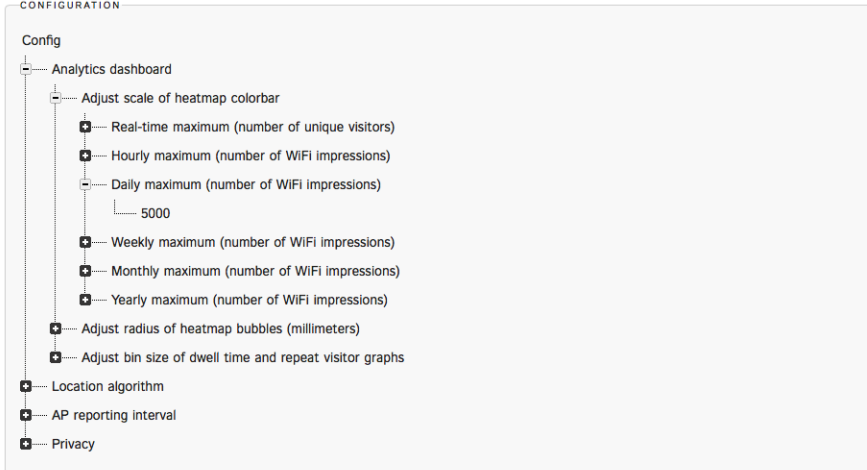 CONFIGURATION
Config
Analytics dashboard
Adjust scale of heatmap colorbar
Real-time maximum (number of unique visitors)
Hourly maximum (number of WiFi impressions)
Daily maximum (number of WiFi impressions)
5000
Weekly maximum (number of WiFi impressions)
Monthly maximum (number of WiFi impressions)
Yearly maximum (number of WiFi impressions)
Adjust radius of heatmap bubbles (millimeters)
Adjust bin size of dwell time and repeat visitor graphs
Location algorithm
AP reporting interval
Privacy